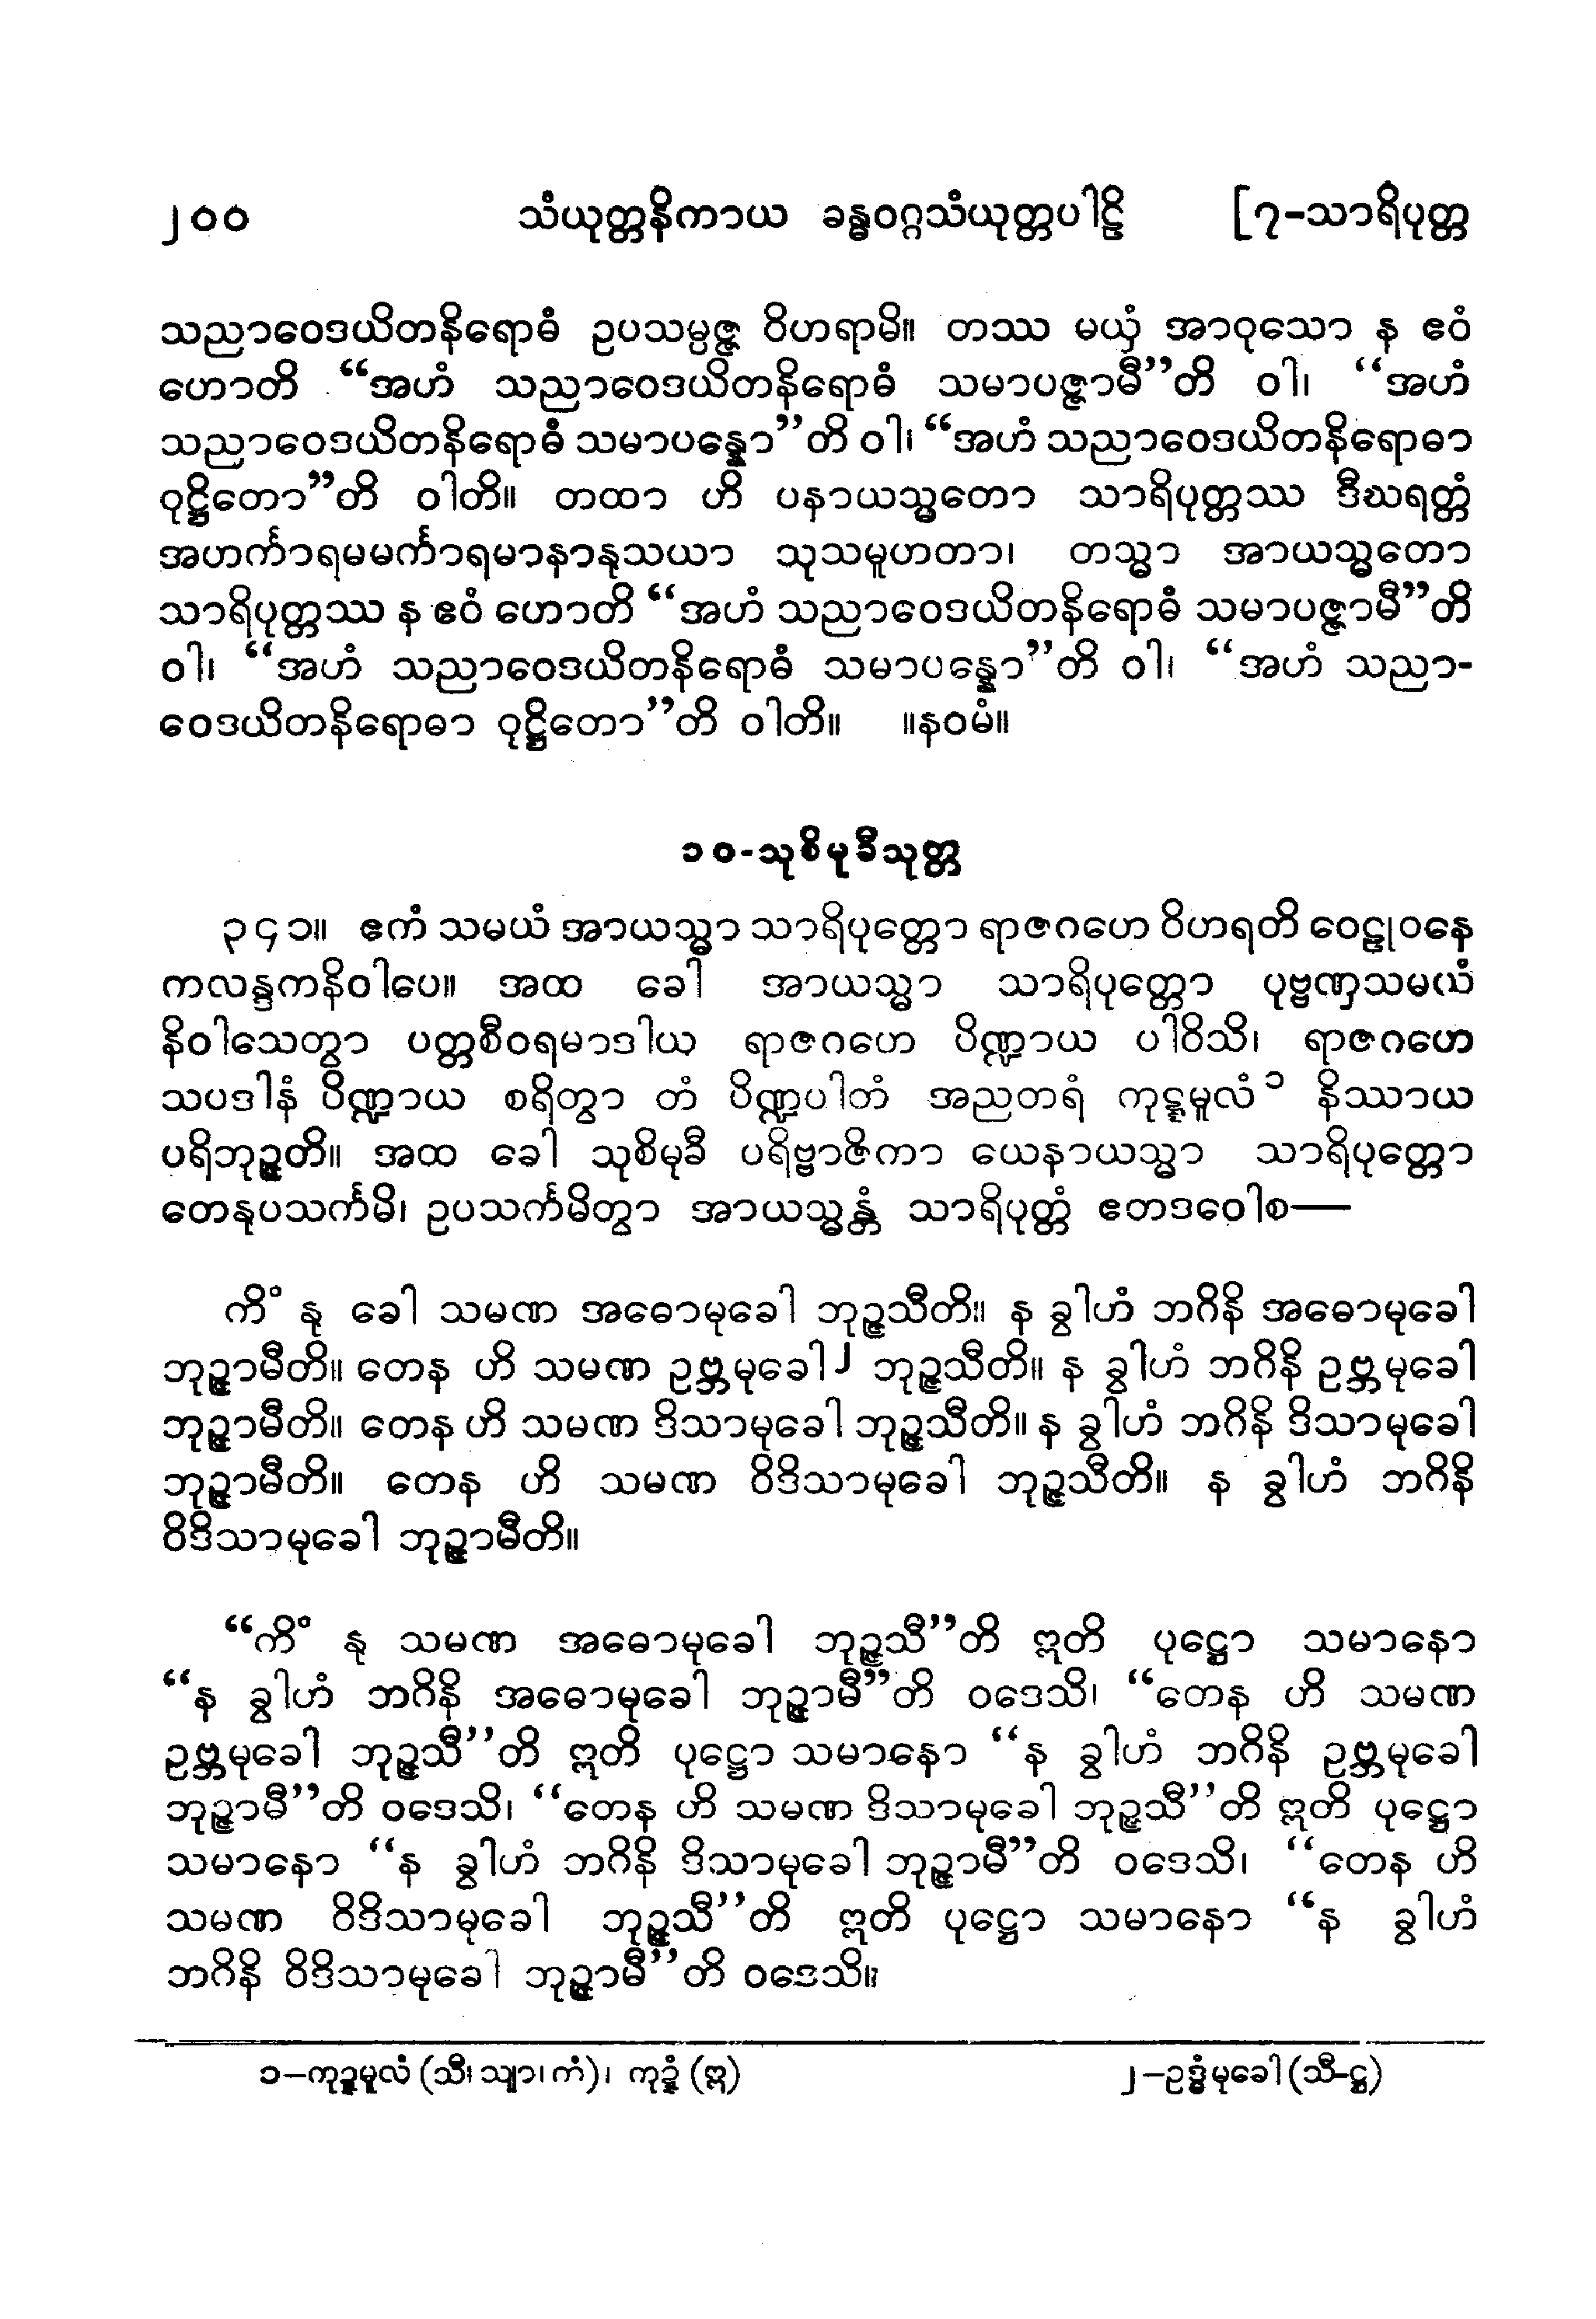 ၂၀၀ သံယုတ္တနိကာယ ခန္ဓဝဂ္ဂသံယုတ္တပါဠိ [၇-သာရိပုတ္တ
သညာဝေဒယိတနိရောဓံ ဥပသမ္ပဇ္ဇ ဝိဟရာမိ။ တဿ မယှံ အာဝုသော န ဧဝံ
ဟောတိ “အဟံ သညာဝေဒယိတနိရောဓံ သမာပဇ္ဇာမီ”တိ ဝါ၊ “အဟံ
သညာဝေဒယိတနိရောဓံ သမာပန္နော”တိ ဝါ၊ “အဟံ သညာဝေဒယိတနိရောဓာ
ဝုဋ္ဌိတော”တိ ဝါတိ။ တထာ ဟိ ပနာယသ္မတော သာရိပုတ္တဿ ဒီဃရတ္တံ
အဟင်္ကာရမမင်္ကာရမာနာနုသယာ သုသမူဟတာ၊ တသ္မာ အာယသ္မတော
သာရိပုတ္တဿ န ဧဝံ ဟောတိ “အဟံ သညာဝေဒယိတနိရောဓံ သမာပဇ္ဇာမီ”တိ
ဝါ၊ “အဟံ သညာဝေဒယိတနိရောဓံ သမာပန္နော”တိ ဝါ၊ “အဟံ သညာ-
ဝေဒယိတနိရောဓာ ဝုဋ္ဌိတော”တိ ဝါတိ။ ။နဝမံ။
၁၀-သုစိမုခီသုတ္တ
၃၄၁။ ဧကံ သမယံ အာယသ္မာ သာရိပုတ္တော ရာဇဂဟေ ဝိဟရတိ ဝေဠုဝနေ
ကလန္ဒကနိဝါပေ။ အထ ခေါ အာယသ္မာ သာရိပုတ္တော ပုဗ္ဗဏှသမယံ
နိဝါသေတွာ ပတ္တစီဝရမာဒါယ ရာဇဂဟေ ပိဏ္ဍာယ ပါဝိသိ၊ ရာဇဂဟေ
သပဒါနံ ပိဏ္ဍာယ စရိတွာ တံ ပိဏ္ဍပါတံ အညတရံ ကုဋ္ဋမူလံ၁ နိဿာယ
ပရိဘုဉ္ဇတိ။ အထ ခေါ သုစိမုခီ ပရိဗ္ဗာဇိကာ ယေနာယသ္မာ သာရိပုတ္တော
တေနုပသင်္ကမိ၊ ဥပသင်္ကမိတွာ အာယသ္မန္တံ သာရိပုတ္တံ ဧတဒဝေါစ—
ကိံ နု ခေါ သမဏ အဓောမုခေါ ဘုဉ္ဇသီတိ။ န ခွါဟံ ဘဂိနိ အဓောမုခေါ
ဘုဉ္ဇာမီတိ။ တေန ဟိ သမဏ ဥဗ္ဘမုခေါ၂ ဘုဉ္ဇသီတိ။ န ခွါဟံ ဘဂိနိ ဥဗ္ဘမုခေါ
ဘုဉ္ဇာမီတိ။ တေန ဟိ သမဏ ဒိသာမုခေါ ဘုဉ္ဇသီတိ။ န ခွါဟံ ဘဂိနိ ဒိသာမုခေါ
ဘုဉ္ဇာမီတိ။ တေန ဟိ သမဏ ဝိဒိသာမုခေါ ဘုဉ္ဇသီတိ။ န ခွါဟံ ဘဂိနိ
ဝိဒိသာမုခေါ ဘုဉ္ဇာမီတိ။
“ကိံ နု သမဏ အဓောမုခေါ ဘုဉ္ဇသီ”တိ ဣတိ ပုဋ္ဌော သမာနော
“န ခွါဟံ ဘဂိနိ အဓောမုခေါ ဘုဉ္ဇာမီ”တိ ဝဒေသိ၊ “တေန ဟိ သမဏ
ဥဗ္ဘမုခေါ ဘုဉ္ဇသီ”တိ ဣတိ ပုဋ္ဌော သမာနော “န ခွါဟံ ဘဂိနိ ဥဗ္ဘမုခေါ
ဘုဉ္ဇာမီ”တိ ဝဒေသိ၊ “တေန ဟိ သမဏ ဒိသာမုခေါ ဘုဉ္ဇသီ”တိ ဣတိ ပုဋ္ဌော
သမာနော “န ခွါဟံ ဘဂိနိ ဒိသာမုခေါ ဘုဉ္ဇာမီ”တိ ဝဒေသိ၊ “တေန ဟိ
သမဏ ဝိဒိသာမုခေါ ဘုဉ္ဇသီ”တိ ဣတိ ပုဋ္ဌော သမာနော “န ခွါဟံ
ဘဂိနိ ဝိဒိသာမုခေါ ဘုဉ္ဇာမီ”တိ ဝဒေသိ။
၁–ကုဍ္ဍမူလံ (သီ၊ သျာ၊ ကံ)၊ ကုဍ္ဍံ (ဣ) ၂–ဥဒ္ဓံမုခေါ (သီ-ဋ္ဌ)